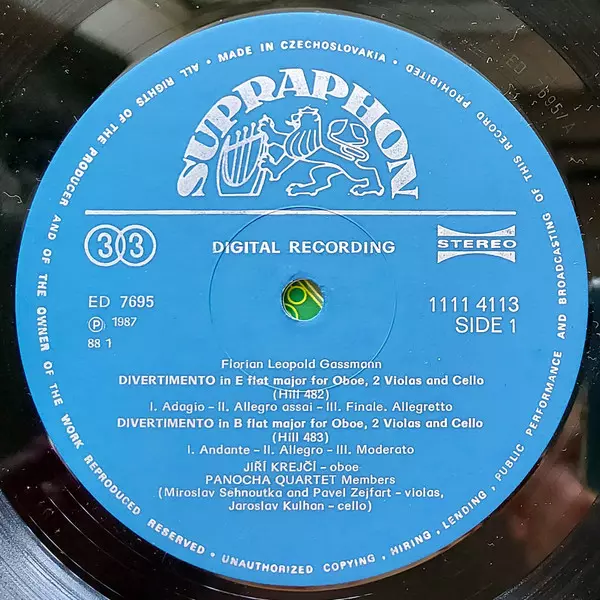 ALL RIGHTS OF THE PRODUCER AND OF THE OWNER OF THE WORK REPRODUCED RESERVED • UNAUTHORIZED COPYING, HIRING, LENDING, PUBLIC PERFORMANCE AND BROADCASTING OF THIS RECORD PROHIBITED • MADE IN CZECHOSLOVAKIA •
SUPRAPHON
33
DIGITAL RECORDING
STEREO
ED 7695
1111 4113
Ⓟ 1987
SIDE 1
88 1
Florian Leopold Gassmann
DIVERTIMENTO in E flat major for Oboe, 2 Violas and Cello
(Hill 482)
I. Adagio – II. Allegro assai – III. Finale. Allegretto
DIVERTIMENTO in B flat major for Oboe, 2 Violas and Cello
(Hill 483)
I. Andante – II. Allegro – III. Moderato
JIŘÍ KREJČÍ – oboe
PANOCHA QUARTET Members
(Miroslav Sehnoutka and Pavel Zejfart – violas,
Jaroslav Kulhan – cello)
ED 7695/A